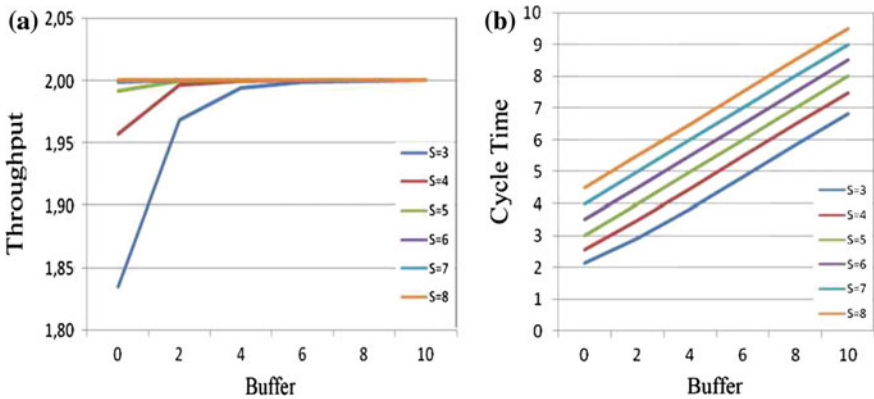 (a)
2,05
2,00
1,95
1,90
1,85
1,80
Throughput
S=3
S=4
S=5
S=6
S=7
S=8
0 2 4 6 8 10
Buffer
(b)
10
9
8
7
6
5
4
3
2
1
0
Cycle Time
S=3
S=4
S=5
S=6
S=7
S=8
0 2 4 6 8 10
Buffer